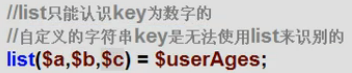 //list只能认识key为数字的
//自定义的字符串key是无法使用list来识别的
list($a,$b,$c) = $userAges;